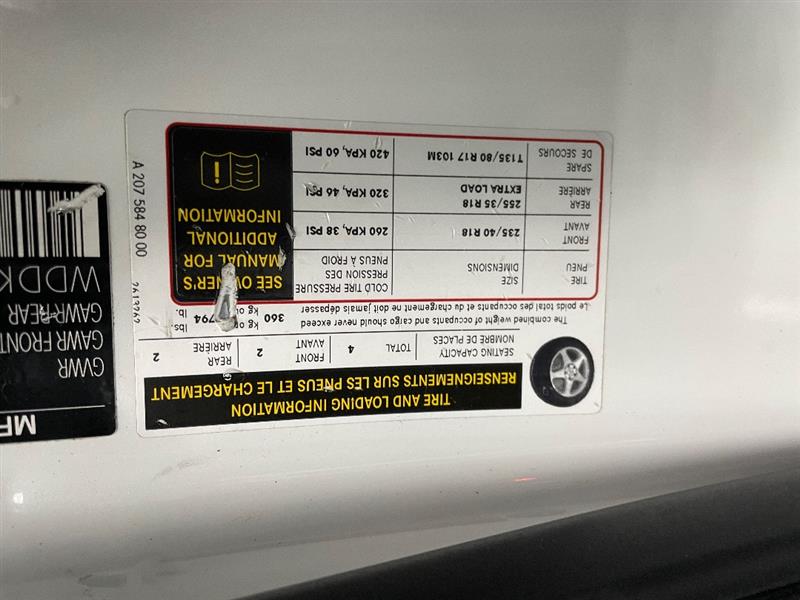 TIRE AND LOADING INFORMATION
RENSEIGNEMENTS SUR LES PNEUS ET LE CHARGEMENT
SEATING CAPACITY
NOMBRE DE PLACES
TOTAL 4
FRONT
AVANT
2
REAR
ARRIÈRE
2
The combined weight of occupants and cargo should never exceed
Le poids total des occupants et du chargement ne doit jamais dépasser
360 kg or 794 lbs.
kg ou lb.
TIRE
PNEU
SIZE
DIMENSIONS
COLD TIRE PRESSURE
PRESSION DES
PNEUS À FROID
FRONT
AVANT
235/40 R18
260 KPA, 38 PSI
REAR
ARRIÈRE
255/35 R18
EXTRA LOAD
320 KPA, 46 PSI
SPARE
DE SECOURS
T135/80 R17 103M
420 KPA, 60 PSI
SEE OWNER'S
MANUAL FOR
ADDITIONAL
INFORMATION
A 207 584 80 00
MF
GVWR
GAWR FRONT
GAWR REAR
WDDK